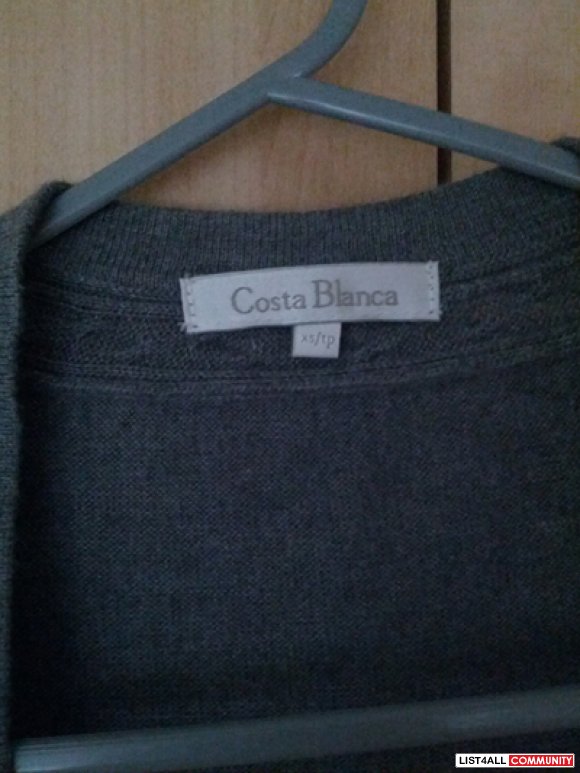 Costa Blanca
xs/tp
LIST4ALL COMMUNITY